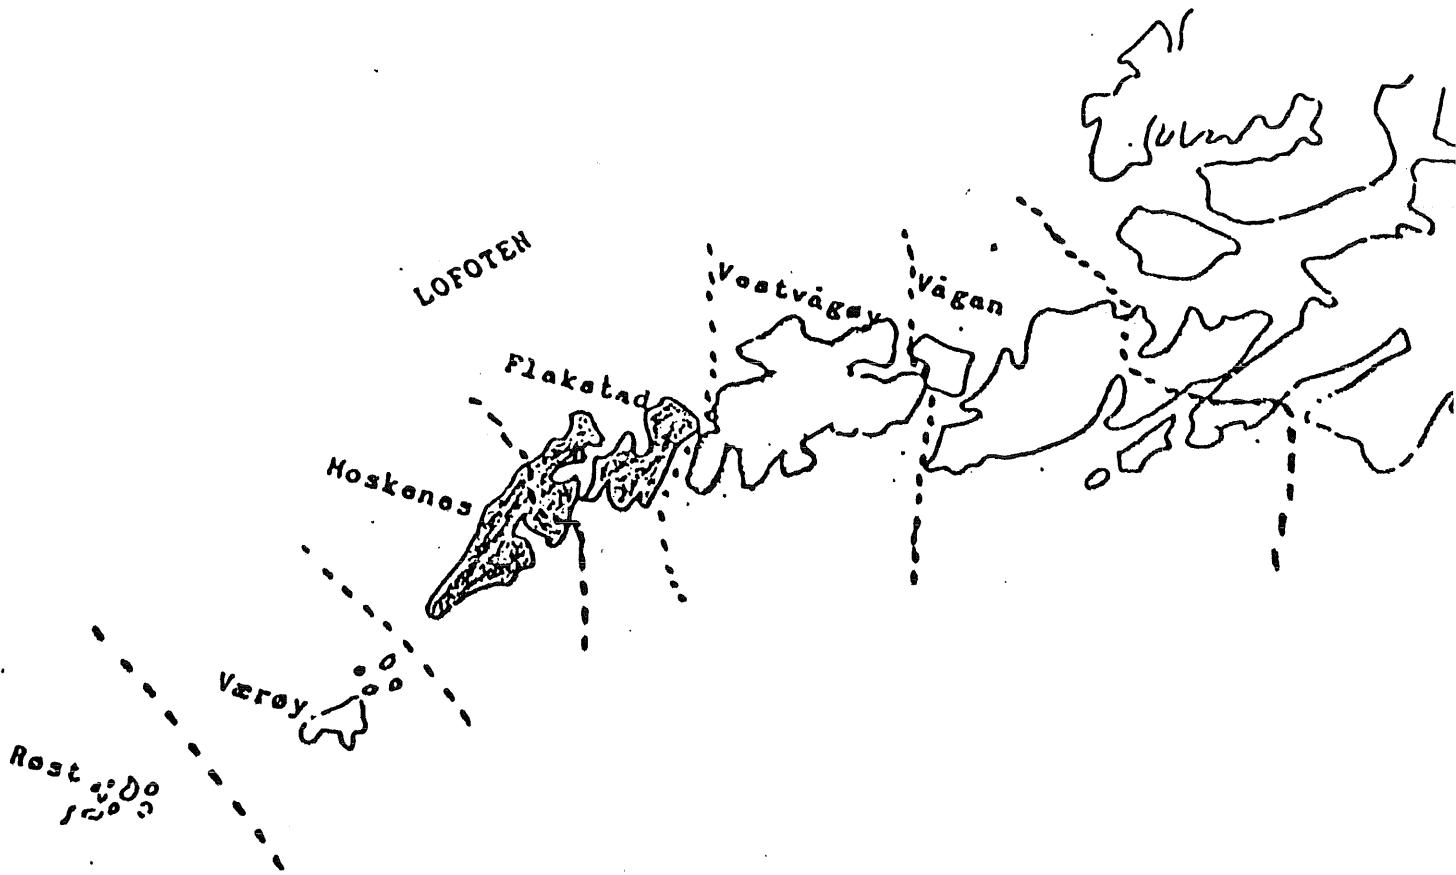 LOFOTEN
Vestvågøy
Vågan
Flakstad
Moskenes
Værøy
Røst